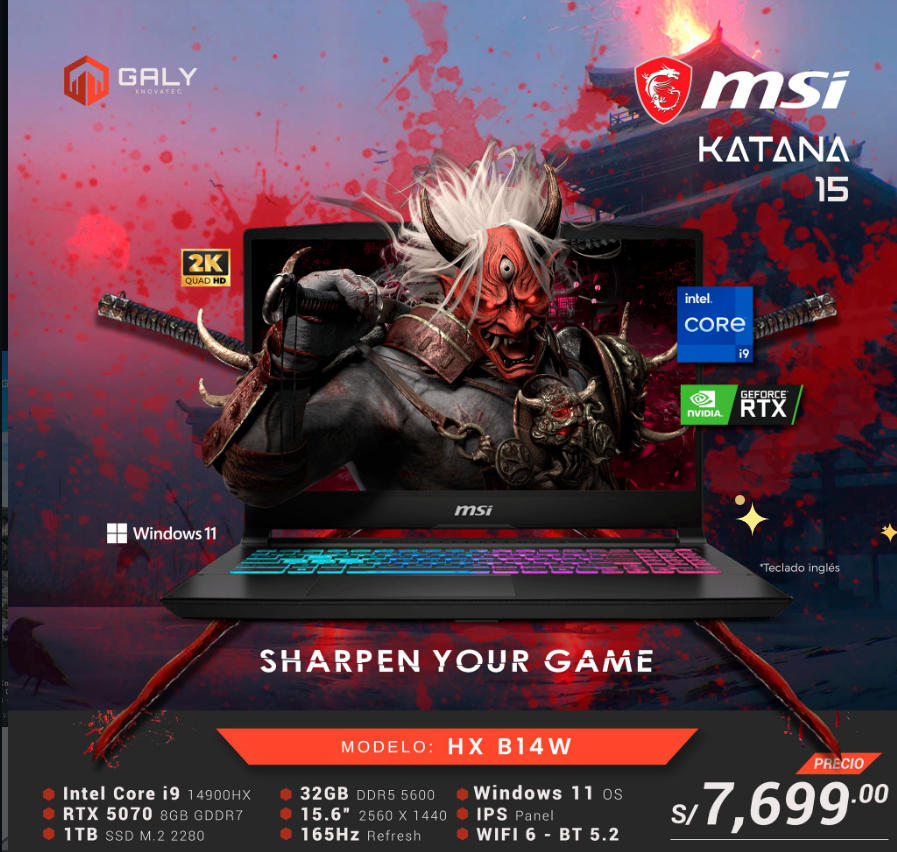 GALY
ENOVATEC
msi
KATANA
15
2K
QUAD HD
intel.
CORE
i9
NVIDIA.
GEFORCE
RTX
msi
Windows 11
*Teclado inglés
SHARPEN YOUR GAME
MODELO: HX B14W
PRECIO
Intel Core i9 14900HX
RTX 5070 8GB GDDR7
1TB SSD M.2 2280
32GB DDR5 5600
15.6" 2560 X 1440
165Hz Refresh
Windows 11 OS
IPS Panel
WIFI 6 - BT 5.2
S/7,699.00